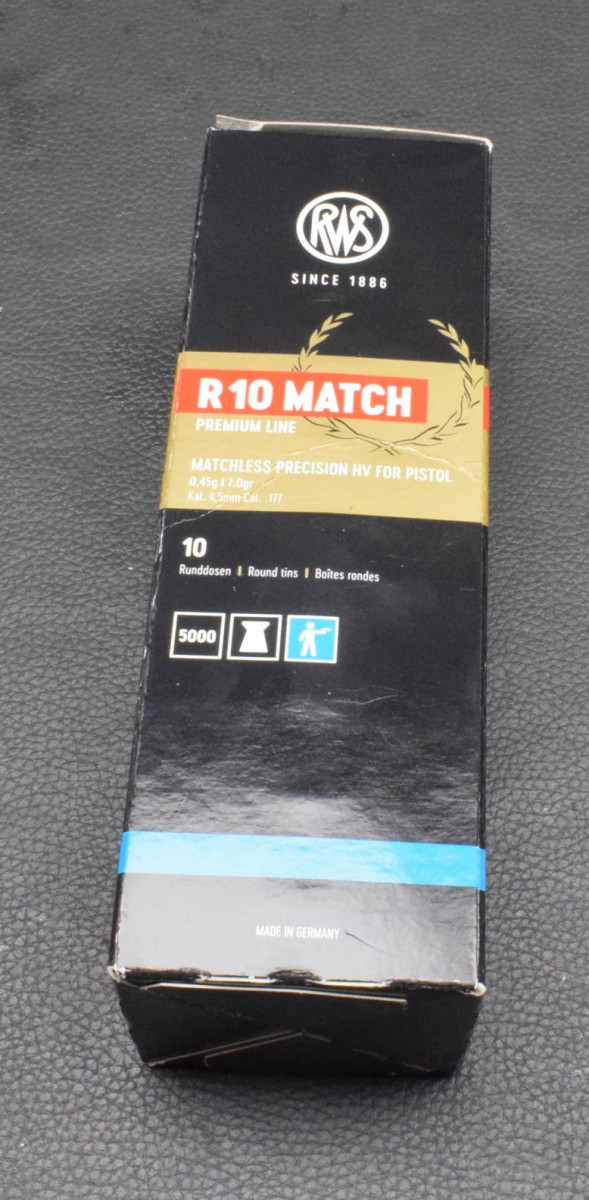 RWS
SINCE 1886
R10 MATCH
PREMIUM LINE
MATCHLESS PRECISION HV FOR PISTOL
0,45g I 7.0gr
Kal. 4,5mm Cal. .177
10
Runddosen I Round tins I Boîtes rondes
5000
MADE IN GERMANY